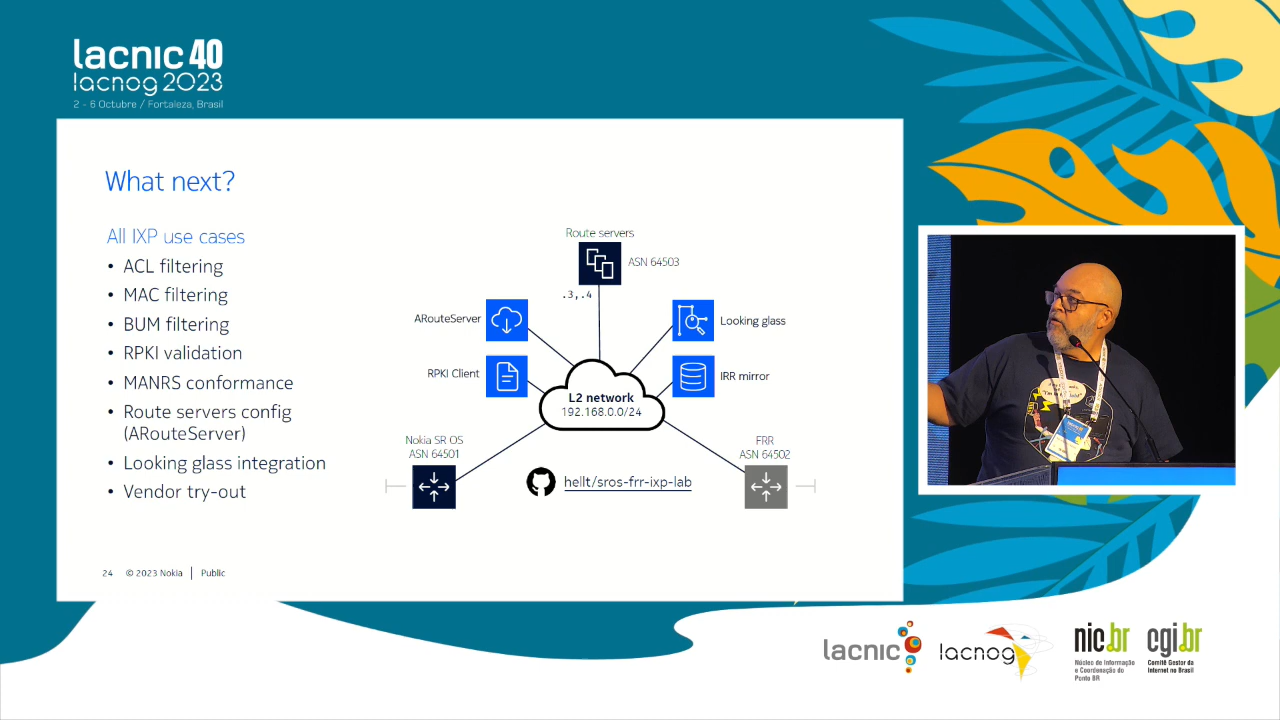 lacnic 40
lacnog 2023
2 - 6 Octubre / Fortaleza, Brasil
What next?
All IXP use cases
• ACL filtering
• MAC filtering
• BUM filtering
• RPKI validation
• MANRS conformance
• Route servers config
(ARouteServer)
• Looking glass integration
• Vendor try-out
Route servers
ASN 64503
.3,.4
ARouteServer
Looking glass
RPKI Client
IRR mirror
L2 network
192.168.0.0/24
Nokia SR OS
ASN 64501
FRR
ASN 64502
hellt/sros-frr-ixp-lab
24 © 2023 Nokia | Public
lacnic
lacnog
nic.br
Núcleo de Informação
e Coordenação do
Ponto BR
cgi.br
Comitê Gestor da
Internet no Brasil